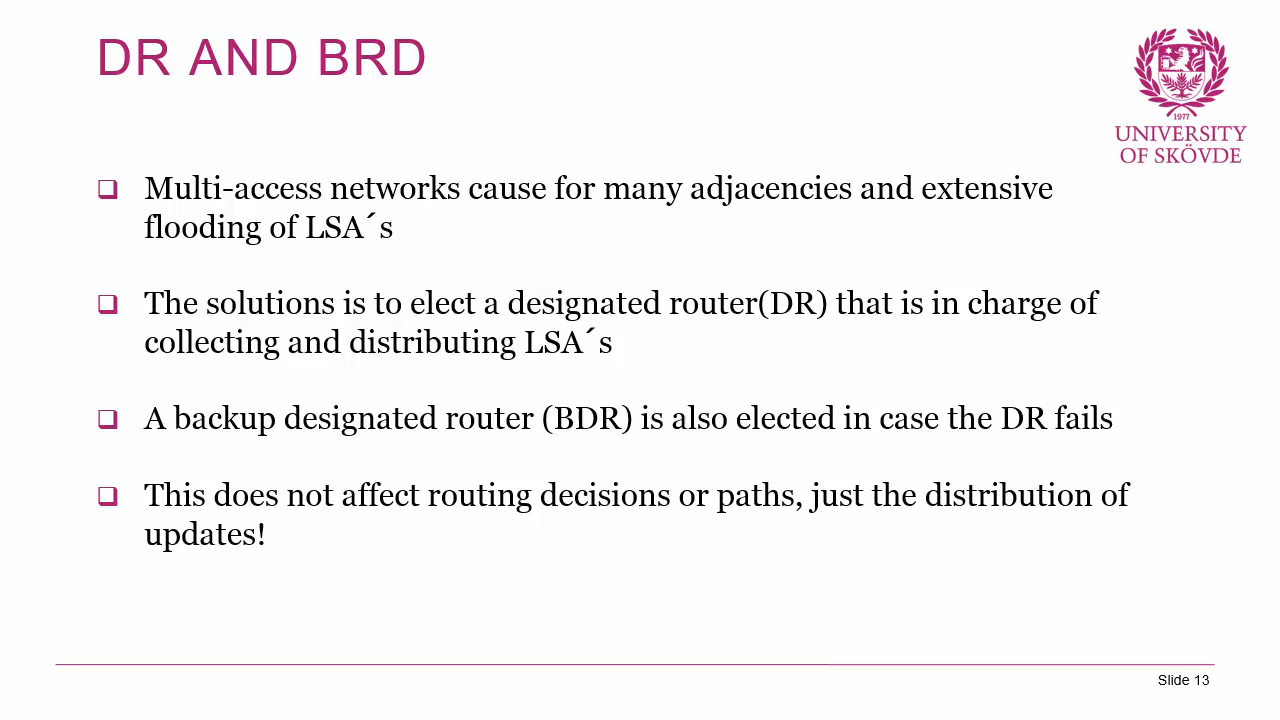 DR AND BRD
1977
UNIVERSITY
OF SKÖVDE
❑ Multi-access networks cause for many adjacencies and extensive
flooding of LSA´s
❑ The solutions is to elect a designated router(DR) that is in charge of
collecting and distributing LSA´s
❑ A backup designated router (BDR) is also elected in case the DR fails
❑ This does not affect routing decisions or paths, just the distribution of
updates!
Slide 13